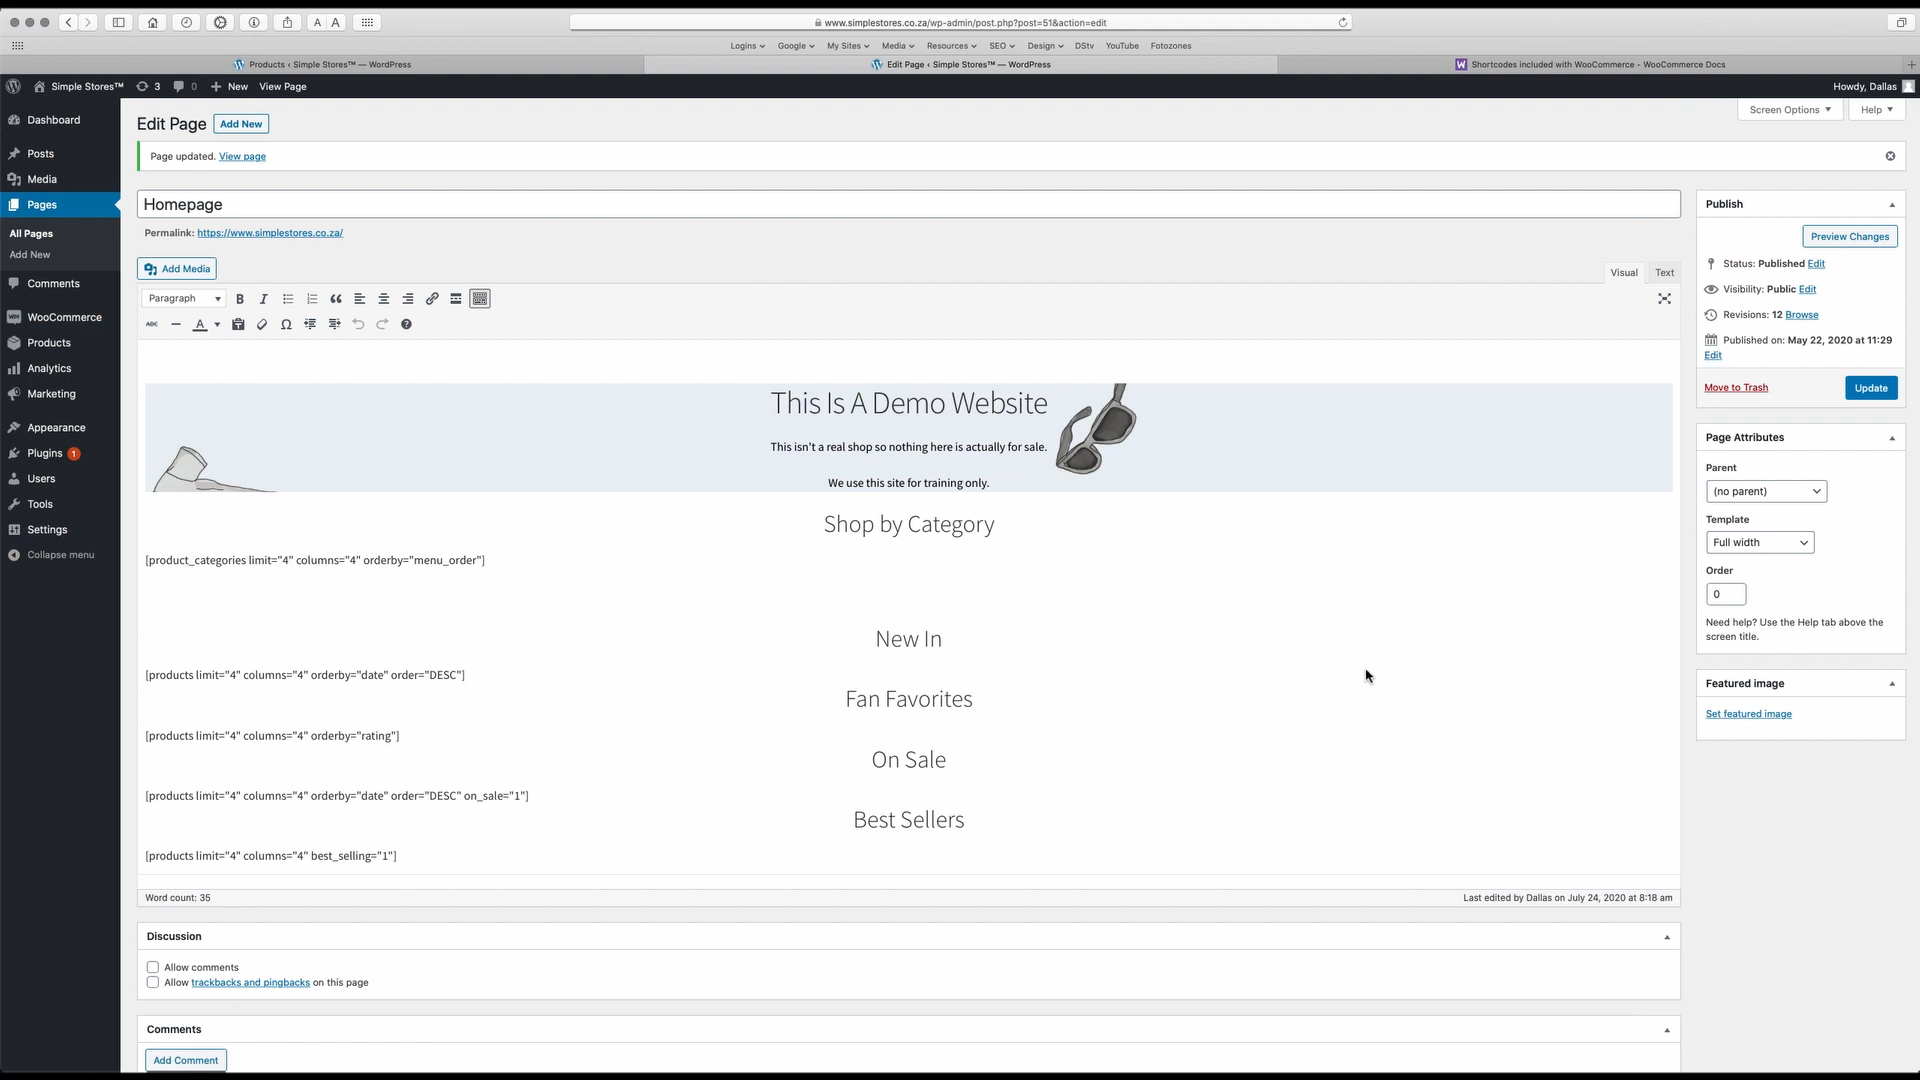 A A
www.simplestores.co.za/wp-admin/post.php?post=51&action=edit
Logins Google My Sites Media Resources SEO Design DStv YouTube Fotozones
Products < Simple Stores™ — WordPress
Edit Page < Simple Stores™ — WordPress
W Shortcodes included with WooCommerce - WooCommerce Docs
Simple Stores™ 3 0 New View Page
Howdy, Dallas
Screen Options
Help
Edit Page Add New
Page updated. View page
Homepage
Permalink: https://www.simplestores.co.za/
Add Media
Visual Text
Paragraph B I
ABC A Ω
This Is A Demo Website
This isn't a real shop so nothing here is actually for sale.
We use this site for training only.
Shop by Category
[product_categories limit="4" columns="4" orderby="menu_order"]
New In
[products limit="4" columns="4" orderby="date" order="DESC"]
Fan Favorites
[products limit="4" columns="4" orderby="rating"]
On Sale
[products limit="4" columns="4" orderby="date" order="DESC" on_sale="1"]
Best Sellers
[products limit="4" columns="4" best_selling="1"]
Word count: 35
Last edited by Dallas on July 24, 2020 at 8:18 am
Discussion
Allow comments
Allow trackbacks and pingbacks on this page
Comments
Add Comment
Dashboard
Posts
Media
Pages
All Pages
Add New
Comments
WooCommerce
Products
Analytics
Marketing
Appearance
Plugins 1
Users
Tools
Settings
Collapse menu
Publish
Preview Changes
Status: Published Edit
Visibility: Public Edit
Revisions: 12 Browse
Published on: May 22, 2020 at 11:29
Edit
Move to Trash
Update
Page Attributes
Parent
(no parent)
Template
Full width
Order
0
Need help? Use the Help tab above the
screen title.
Featured image
Set featured image